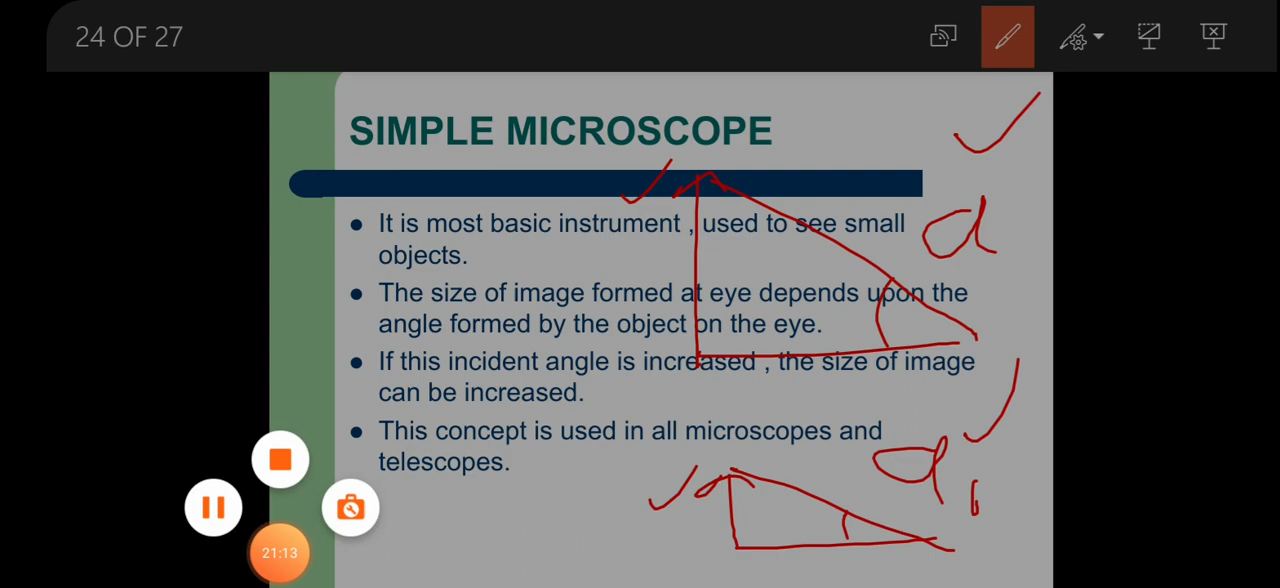 24 OF 27
SIMPLE MICROSCOPE
● It is most basic instrument , used to see small
objects.
● The size of image formed at eye depends upon the
angle formed by the object on the eye.
● If this incident angle is increased , the size of image
can be increased.
● This concept is used in all microscopes and
telescopes.
d
21:13